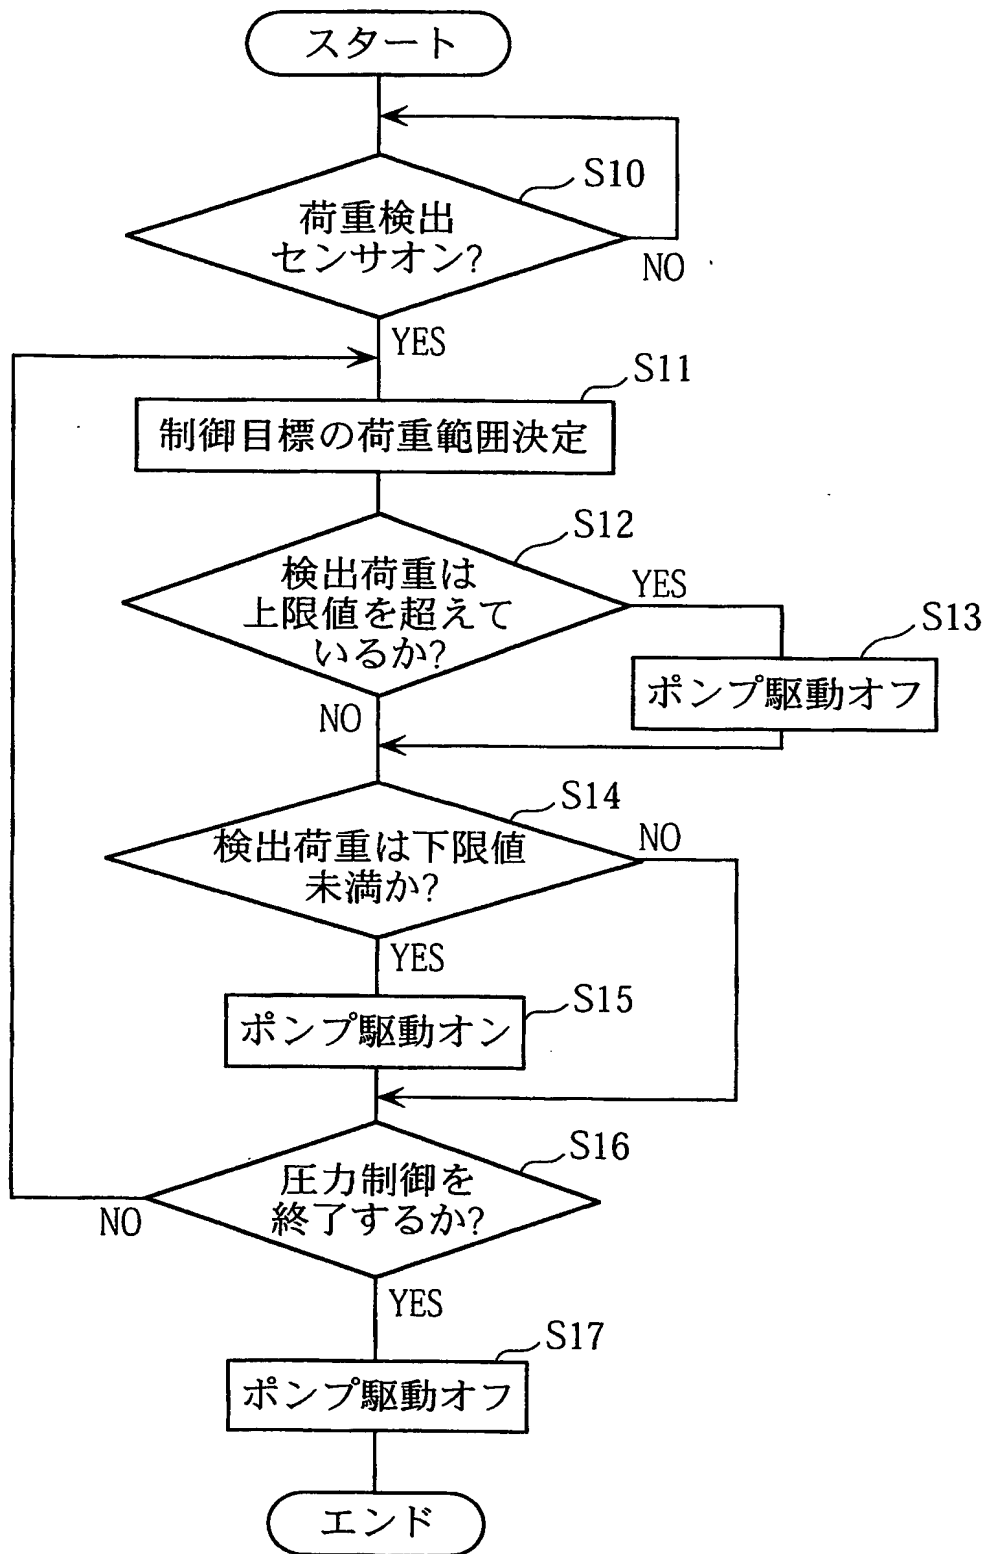 スタート
S10
荷重検出
センサオン?
NO
YES
S11
制御目標の荷重範囲決定
S12
検出荷重は
上限値を超えて
いるか?
YES
S13
ポンプ駆動オフ
NO
S14
検出荷重は下限値
未満か?
NO
YES
S15
ポンプ駆動オン
S16
圧力制御を
終了するか?
NO
YES
S17
ポンプ駆動オフ
エンド